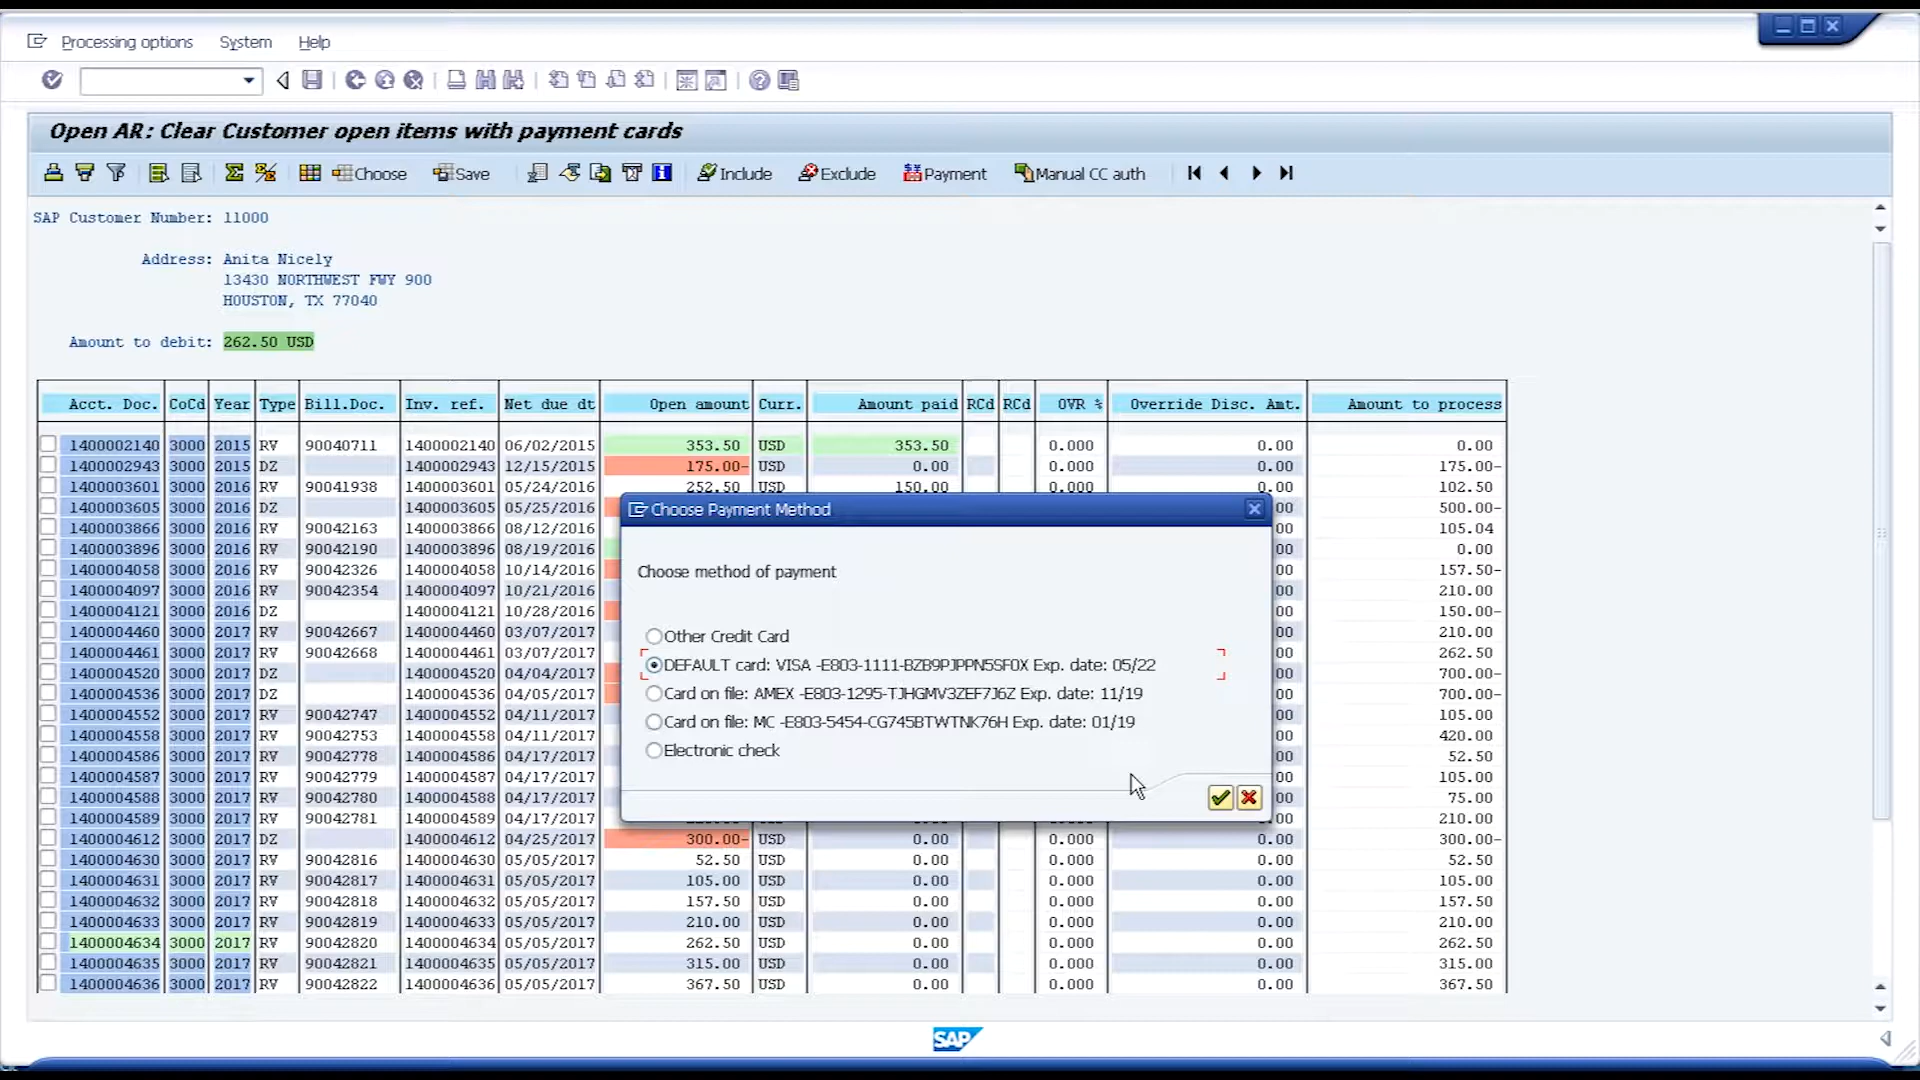 Processing options System Help
Open AR: Clear Customer open items with payment cards
Choose Save Include Exclude Payment Manual CC auth
SAP Customer Number: 11000
Address: Anita Nicely
13430 NORTHWEST FWY 900
HOUSTON, TX 77040
Amount to debit: 262.50 USD
Acct. Doc. CoCd Year Type Bill.Doc. Inv. ref. Net due dt Open amount Curr. Amount paid RCd RCd OVR % Override Disc. Amt. Amount to process
1400002140 3000 2015 RV 90040711 1400002140 06/02/2015 353.50 USD 353.50 0.000 0.00 0.00
1400002943 3000 2015 DZ 1400002943 12/15/2015 175.00- USD 0.00 0.000 0.00 175.00-
1400003601 3000 2016 RV 90041938 1400003601 05/24/2016 252.50 USD 150.00 0.000 0.00 102.50
1400003605 3000 2016 DZ 1400003605 05/25/2016 00 500.00-
1400003866 3000 2016 RV 90042163 1400003866 08/12/2016 00 105.04
1400003896 3000 2016 RV 90042190 1400003896 08/19/2016 00 0.00
1400004058 3000 2016 RV 90042326 1400004058 10/14/2016 00 157.50-
1400004097 3000 2016 RV 90042354 1400004097 10/21/2016 00 210.00
1400004121 3000 2016 DZ 1400004121 10/28/2016 00 150.00-
1400004460 3000 2017 RV 90042667 1400004460 03/07/2017 00 210.00
1400004461 3000 2017 RV 90042668 1400004461 03/07/2017 00 262.50
1400004520 3000 2017 DZ 1400004520 04/04/2017 00 700.00-
1400004536 3000 2017 DZ 1400004536 04/05/2017 00 700.00-
1400004552 3000 2017 RV 90042747 1400004552 04/11/2017 00 105.00
1400004558 3000 2017 RV 90042753 1400004558 04/11/2017 00 420.00
1400004586 3000 2017 RV 90042778 1400004586 04/17/2017 00 52.50
1400004587 3000 2017 RV 90042779 1400004587 04/17/2017 00 105.00
1400004588 3000 2017 RV 90042780 1400004588 04/17/2017 00 75.00
1400004589 3000 2017 RV 90042781 1400004589 04/17/2017 210.00
1400004612 3000 2017 DZ 1400004612 04/25/2017 300.00- USD 0.00 0.000 0.00 300.00-
1400004630 3000 2017 RV 90042816 1400004630 05/05/2017 52.50 USD 0.00 0.000 0.00 52.50
1400004631 3000 2017 RV 90042817 1400004631 05/05/2017 105.00 USD 0.00 0.000 0.00 105.00
1400004632 3000 2017 RV 90042818 1400004632 05/05/2017 157.50 USD 0.00 0.000 0.00 157.50
1400004633 3000 2017 RV 90042819 1400004633 05/05/2017 210.00 USD 0.00 0.000 0.00 210.00
1400004634 3000 2017 RV 90042820 1400004634 05/05/2017 262.50 USD 0.00 0.000 0.00 262.50
1400004635 3000 2017 RV 90042821 1400004635 05/05/2017 315.00 USD 0.00 0.000 0.00 315.00
1400004636 3000 2017 RV 90042822 1400004636 05/05/2017 367.50 USD 0.00 0.000 0.00 367.50
Choose Payment Method
Choose method of payment
Other Credit Card
DEFAULT card: VISA -E803-1111-BZB9PJPPN5SF0X Exp. date: 05/22
Card on file: AMEX -E803-1295-TJHGMV3ZEF7J6Z Exp. date: 11/19
Card on file: MC -E803-5454-CG745BTWTNK76H Exp. date: 01/19
Electronic check
SAP